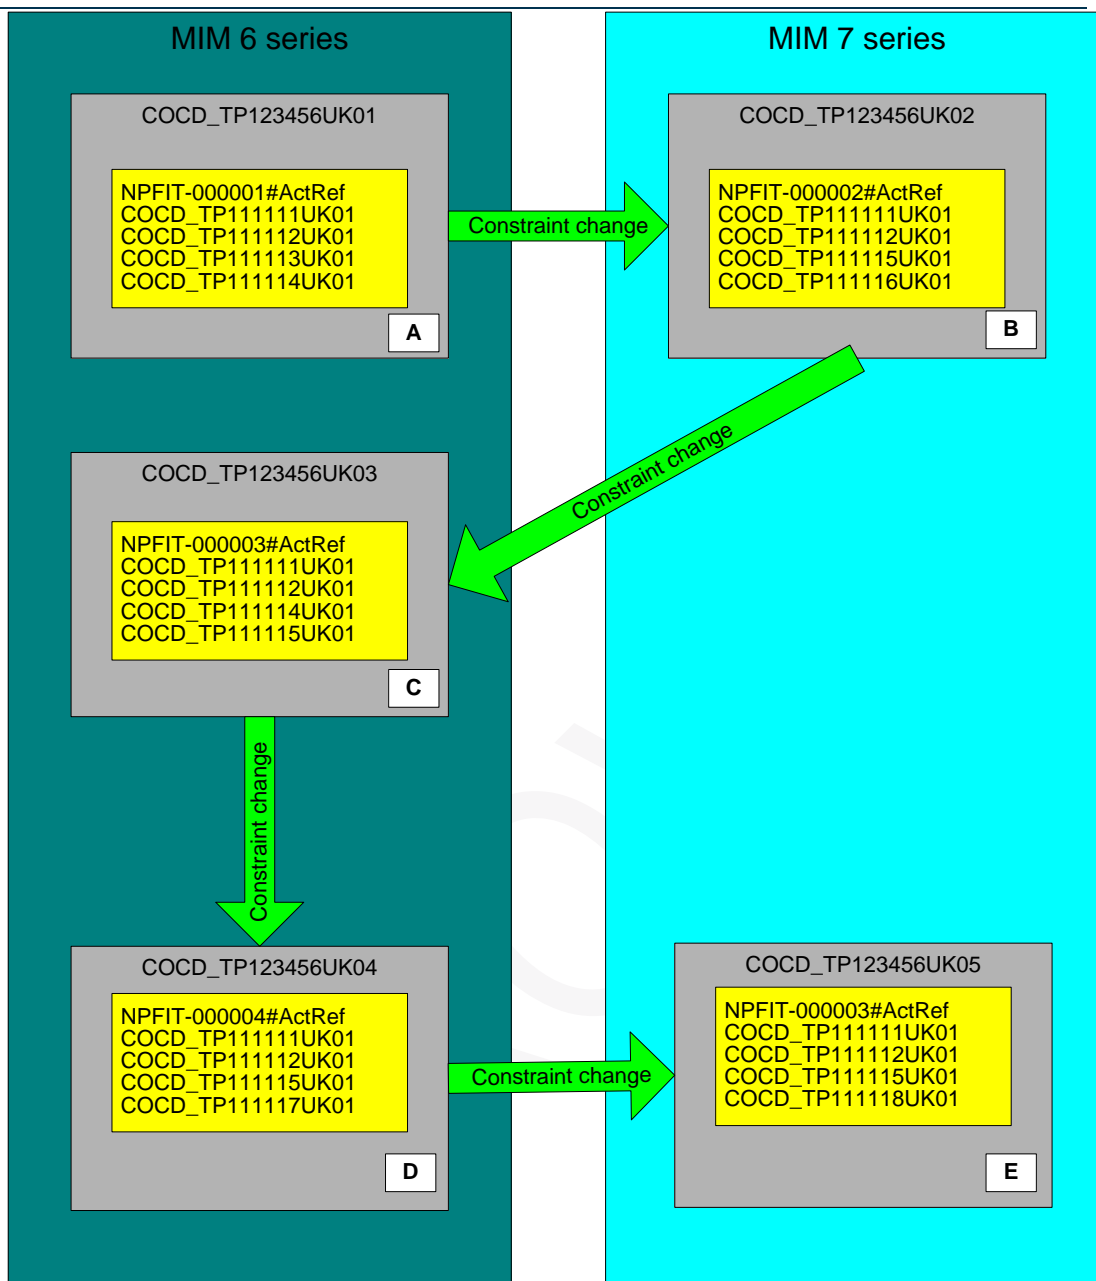 MIM 6 series
MIM 7 series
COCD_TP123456UK01
NPFIT-000001#ActRef
COCD_TP111111UK01
COCD_TP111112UK01
COCD_TP111113UK01
COCD_TP111114UK01
A
Constraint change
COCD_TP123456UK02
NPFIT-000002#ActRef
COCD_TP111111UK01
COCD_TP111112UK01
COCD_TP111115UK01
COCD_TP111116UK01
B
Constraint change
COCD_TP123456UK03
NPFIT-000003#ActRef
COCD_TP111111UK01
COCD_TP111112UK01
COCD_TP111114UK01
COCD_TP111115UK01
C
Constraint change
COCD_TP123456UK04
NPFIT-000004#ActRef
COCD_TP111111UK01
COCD_TP111112UK01
COCD_TP111115UK01
COCD_TP111117UK01
D
Constraint change
COCD_TP123456UK05
NPFIT-000003#ActRef
COCD_TP111111UK01
COCD_TP111112UK01
COCD_TP111115UK01
COCD_TP111118UK01
E